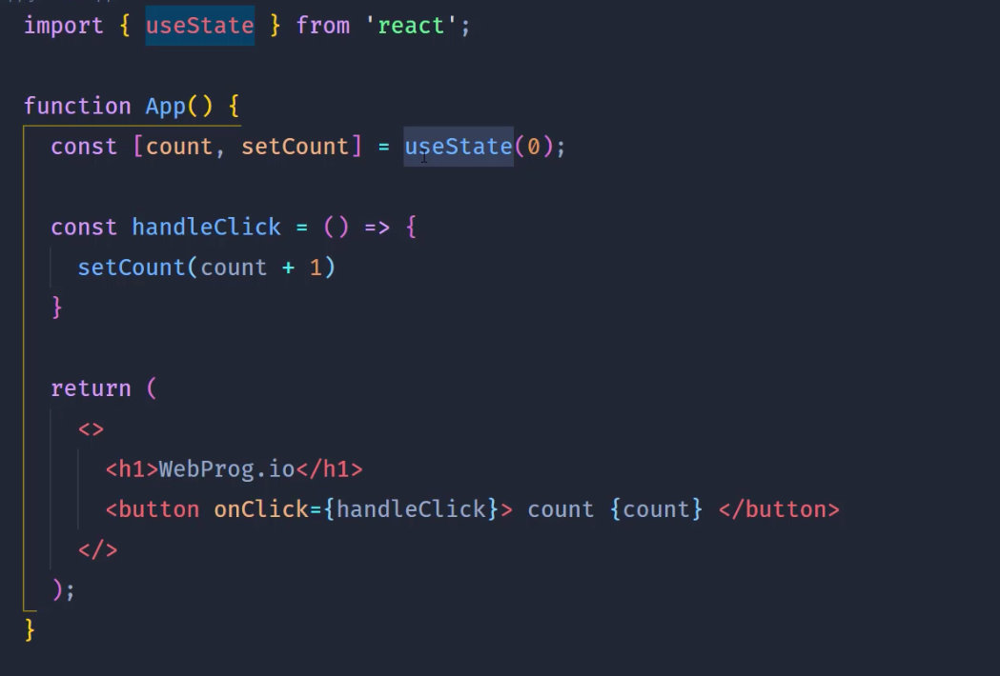 import { useState } from 'react';
function App() {
const [count, setCount] = useState(0);
const handleClick = () => {
setCount(count + 1)
}
return (
<>
<h1>WebProg.io</h1>
<button onClick={handleClick}> count {count} </button>
</>
);
}